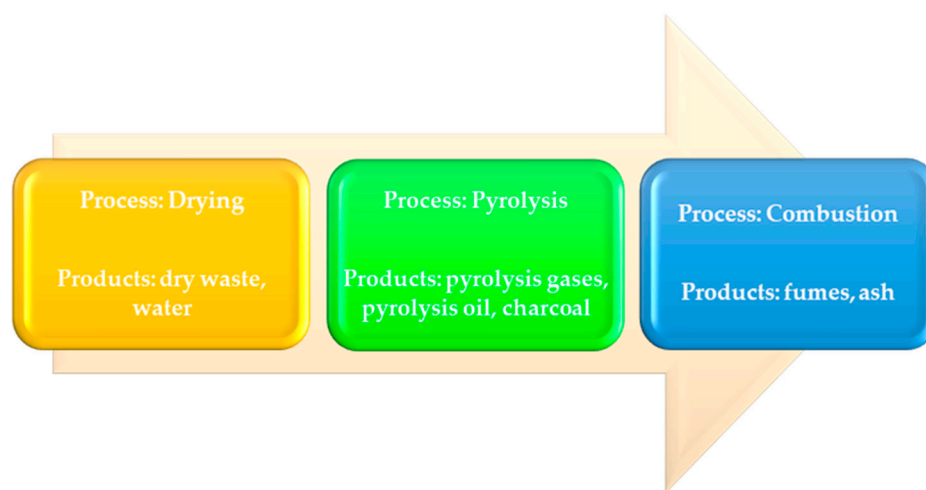 Process: Drying
Products: dry waste,
water
Process: Pyrolysis
Products: pyrolysis gases,
pyrolysis oil, charcoal
Process: Combustion
Products: fumes, ash